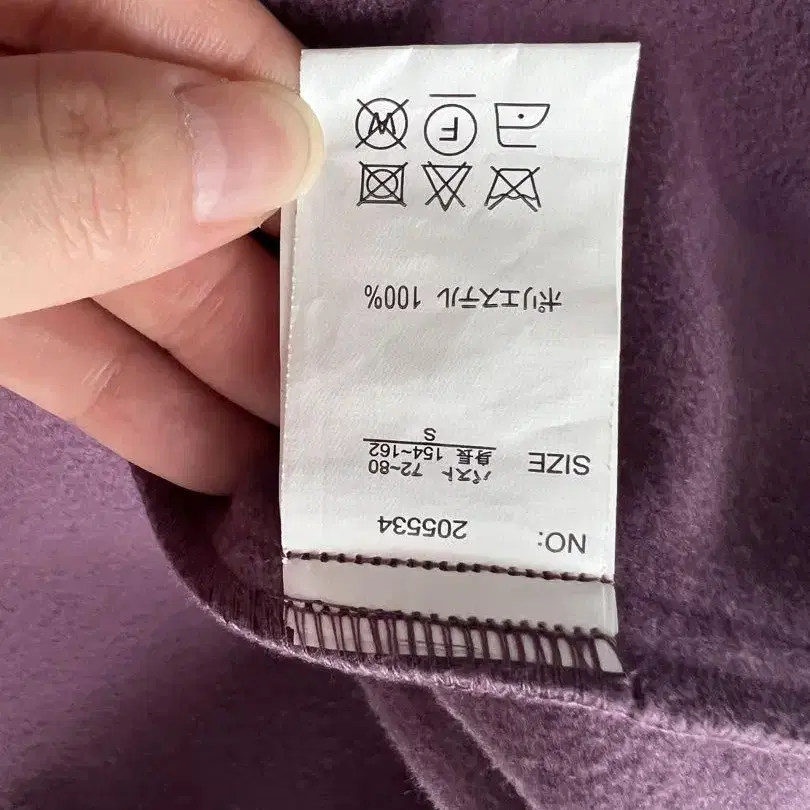 NO: 205534
SIZE バスト 72~80
身長 154~162
S
ポリエステル 100%
F W